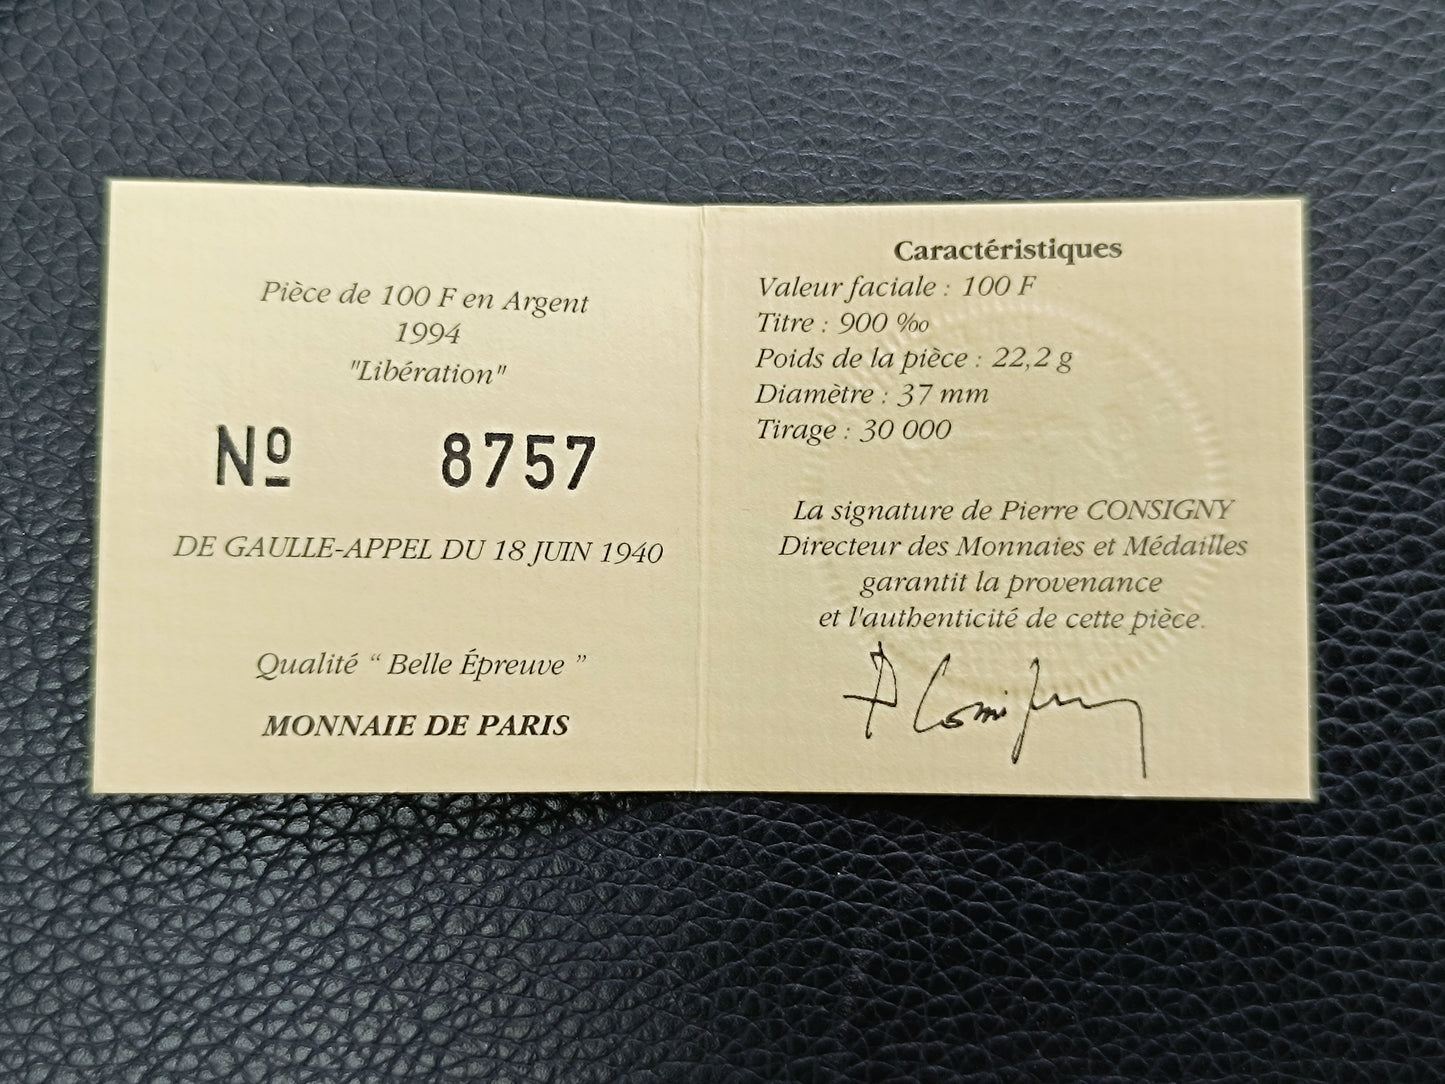 Pièce de 100 F en Argent
1994
"Libération"
Nº 8757
DE GAULLE-APPEL DU 18 JUIN 1940
Qualité “ Belle Épreuve ”
MONNAIE DE PARIS
Caractéristiques
Valeur faciale : 100 F
Titre : 900 ‰
Poids de la pièce : 22,2 g
Diamètre : 37 mm
Tirage : 30 000
La signature de Pierre CONSIGNY
Directeur des Monnaies et Médailles
garantit la provenance
et l'authenticité de cette pièce.
P Consigny